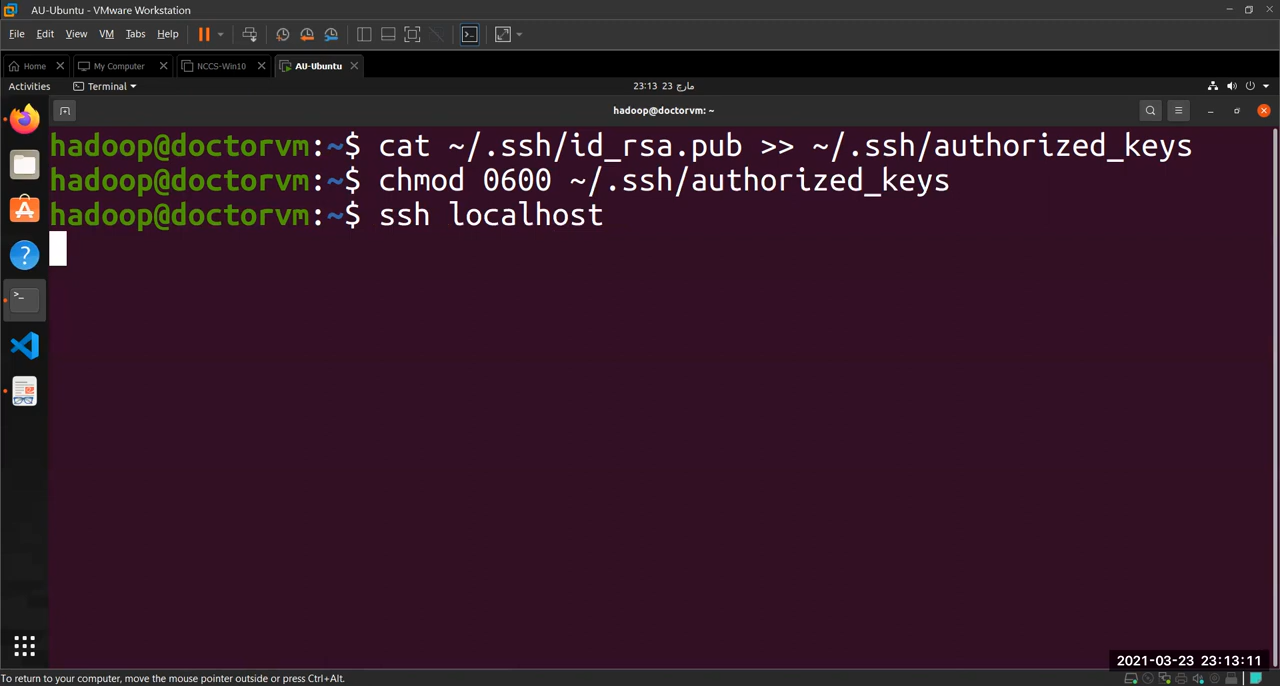 AU-Ubuntu - VMware Workstation
File Edit View VM Tabs Help
Home My Computer NCCS-Win10 AU-Ubuntu
Activities Terminal 23:13 23 مارچ
hadoop@doctorvm: ~
hadoop@doctorvm:~$ cat ~/.ssh/id_rsa.pub >> ~/.ssh/authorized_keys
hadoop@doctorvm:~$ chmod 0600 ~/.ssh/authorized_keys
hadoop@doctorvm:~$ ssh localhost
2021-03-23 23:13:11
To return to your computer, move the mouse pointer outside or press Ctrl+Alt.